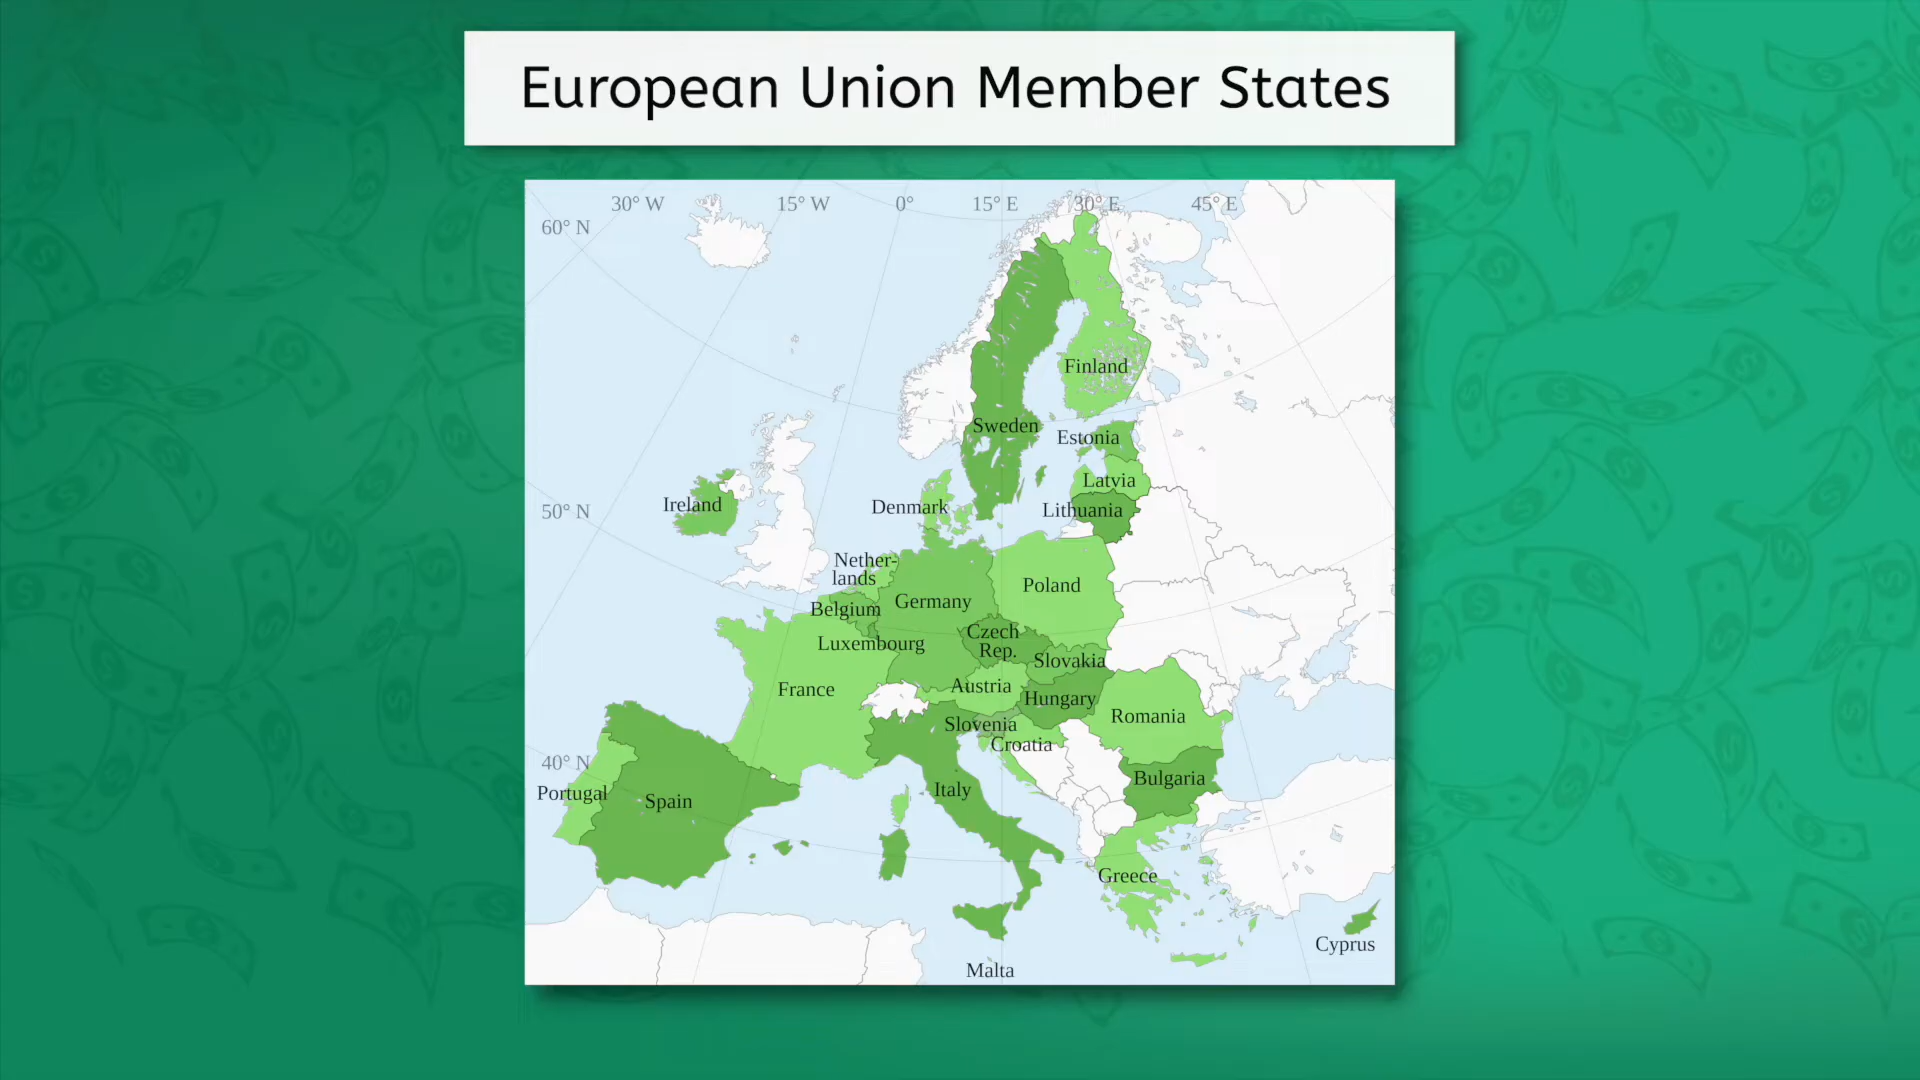 European Union Member States
30° W
15° W
0°
15° E
30° E
45° E
60° N
Finland
Sweden
Estonia
Latvia
Ireland
Denmark
Lithuania
50° N
Nether-
lands
Poland
Germany
Belgium
Czech
Rep.
Luxembourg
Slovakia
Austria
France
Hungary
Romania
Slovenia
Croatia
40° N
Bulgaria
Portugal
Spain
Italy
Greece
Cyprus
Malta